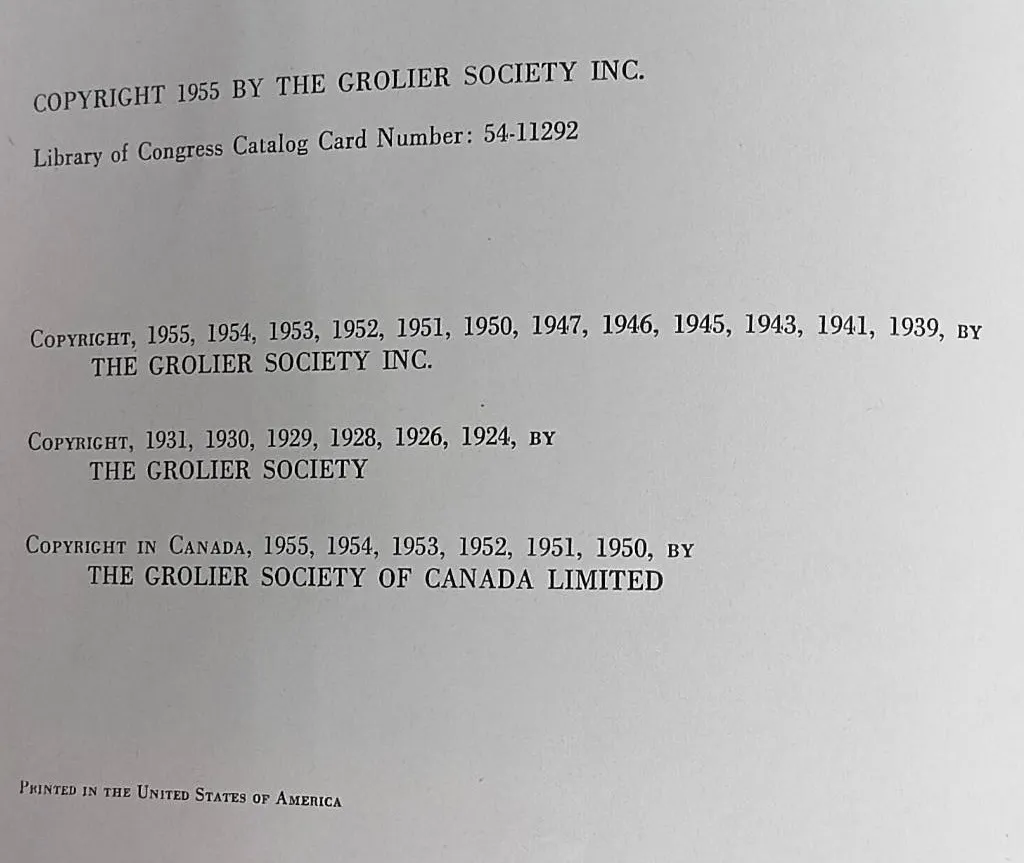 COPYRIGHT 1955 BY THE GROLIER SOCIETY INC.
Library of Congress Catalog Card Number: 54-11292
COPYRIGHT, 1955, 1954, 1953, 1952, 1951, 1950, 1947, 1946, 1945, 1943, 1941, 1939, BY
THE GROLIER SOCIETY INC.
COPYRIGHT, 1931, 1930, 1929, 1928, 1926, 1924, BY
THE GROLIER SOCIETY
COPYRIGHT IN CANADA, 1955, 1954, 1953, 1952, 1951, 1950, BY
THE GROLIER SOCIETY OF CANADA LIMITED
PRINTED IN THE UNITED STATES OF AMERICA